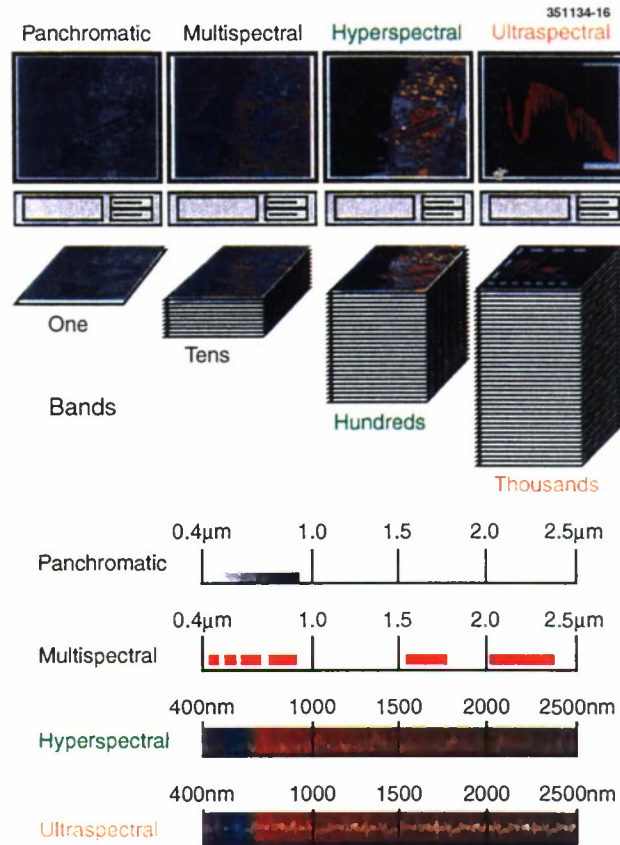 351134-16
Panchromatic Multispectral Hyperspectral Ultraspectral
One
Tens
Bands
Hundreds
Thousands
0.4µm 1.0 1.5 2.0 2.5µm
Panchromatic
0.4µm 1.0 1.5 2.0 2.5µm
Multispectral
400nm 1000 1500 2000 2500nm
Hyperspectral
400nm 1000 1500 2000 2500nm
Ultraspectral